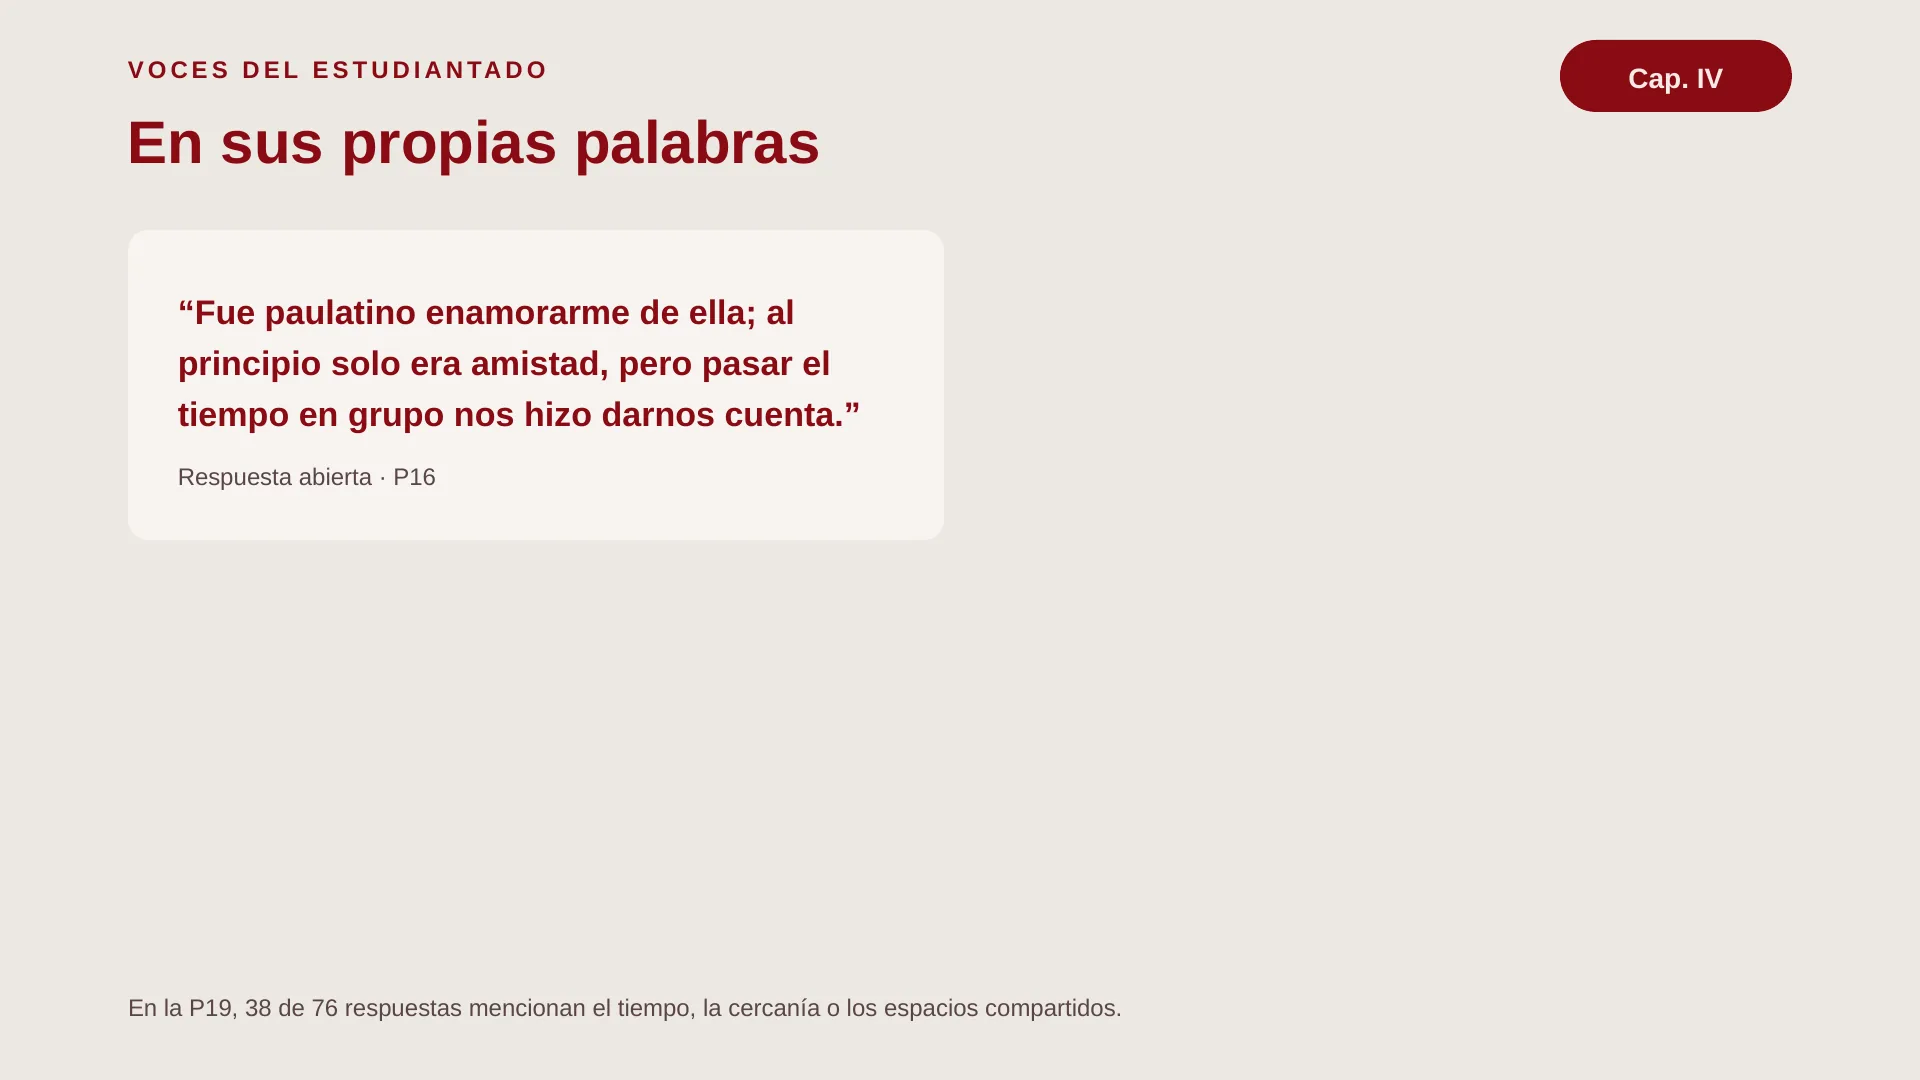 VOCES DEL ESTUDIANTADO
Cap. IV
En sus propias palabras
“Fue paulatino enamorarme de ella; al
principio solo era amistad, pero pasar el
tiempo en grupo nos hizo darnos cuenta.”
Respuesta abierta · P16
En la P19, 38 de 76 respuestas mencionan el tiempo, la cercanía o los espacios compartidos.